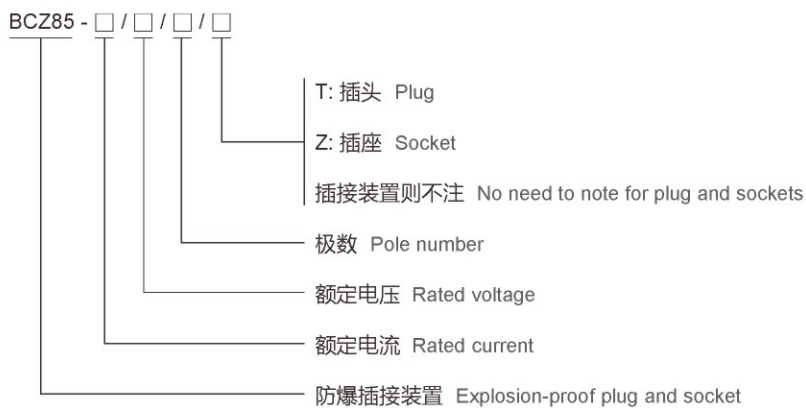 BCZ85 - □ / □ / □ / □
T: 插头 Plug
Z: 插座 Socket
插接装置则不注 No need to note for plug and sockets
极数 Pole number
额定电压 Rated voltage
额定电流 Rated current
防爆插接装置 Explosion-proof plug and socket